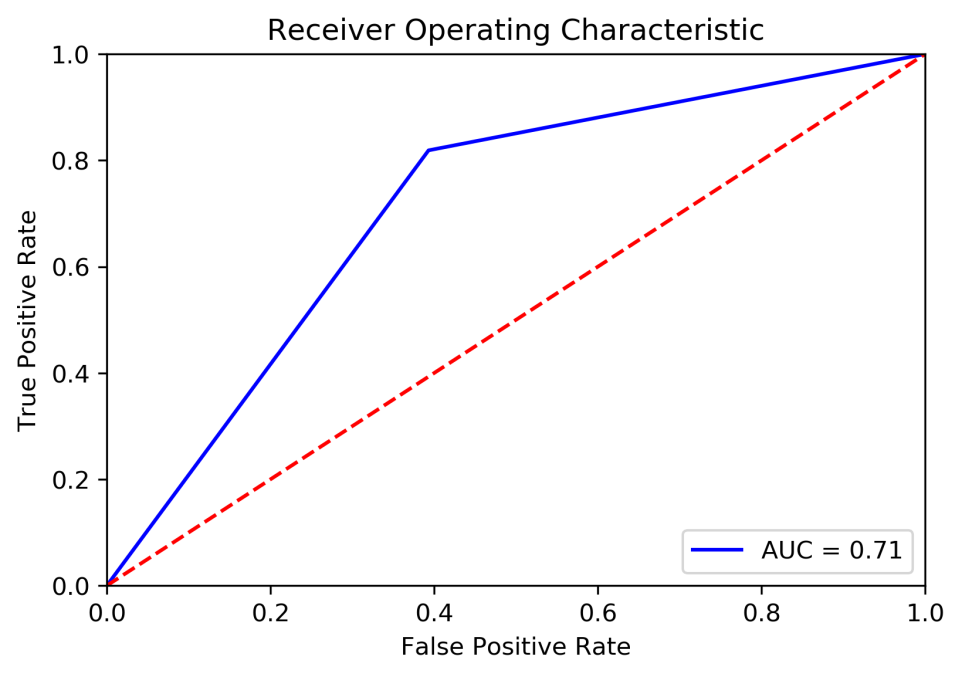 Receiver Operating Characteristic
1.0
0.8
0.6
0.4
0.2
0.0
True Positive Rate
AUC = 0.71
0.0 0.2 0.4 0.6 0.8 1.0
False Positive Rate